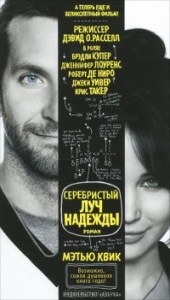 А ТЕПЕРЬ ЕЩЕ И
ВЕЛИКОЛЕПНЫЙ ФИЛЬМ!
РЕЖИССЕР
ДЭВИД О.РАССЕЛ
В РОЛЯХ
БРЭДЛИ КУПЕР
ДЖЕННИФЕР ЛОУРЕНС
РОБЕРТ ДЕ НИРО
ДЖЕКИ УИВЕР
КРИС ТАКЕР
СЕРЕБРИСТЫЙ
ЛУЧ
НАДЕЖДЫ
РОМАН
МЭТЬЮ КВИК
Возможно,
самая душевная
книга года!
ИЗДАТЕЛЬСТВО «АЗБУКА»